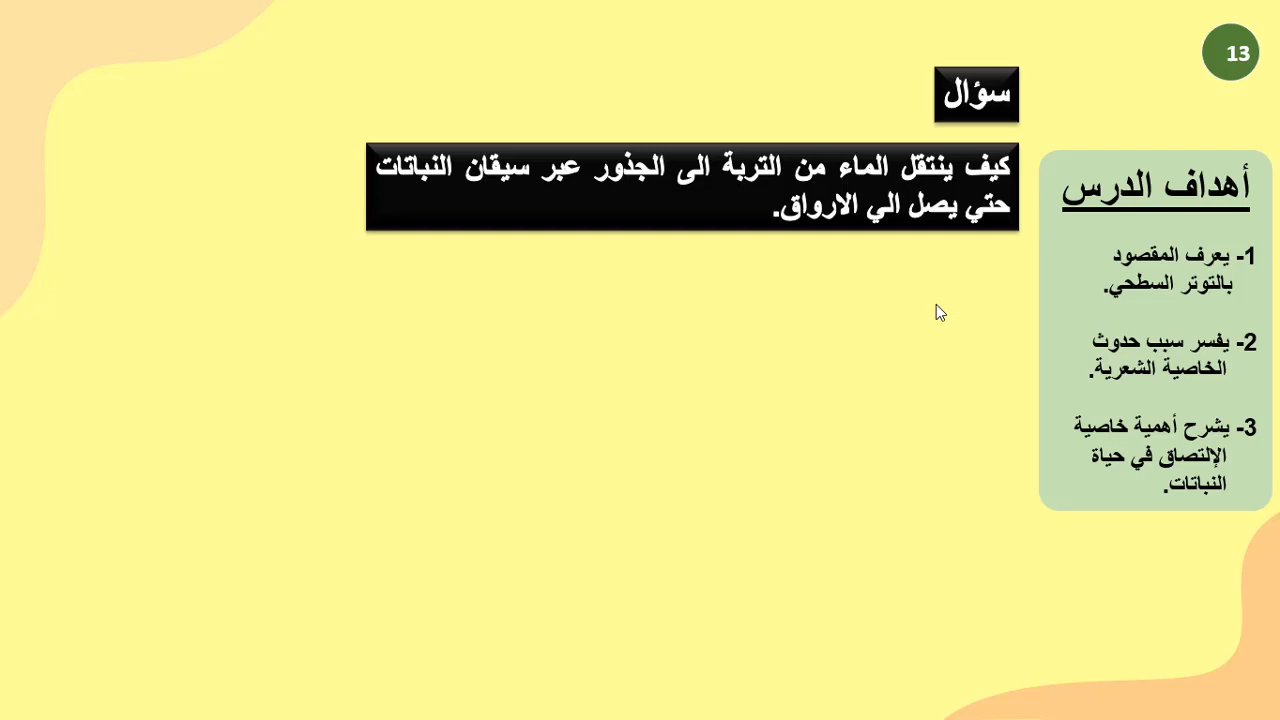 13
سؤال
كيف ينتقل الماء من التربة الى الجذور عبر سيقان النباتات
حتي يصل الي الارواق.
أهداف الدرس
1- يعرف المقصود
بالتوتر السطحي.
2- يفسر سبب حدوث
الخاصية الشعرية.
3- يشرح أهمية خاصية
الإلتصاق في حياة
النباتات.